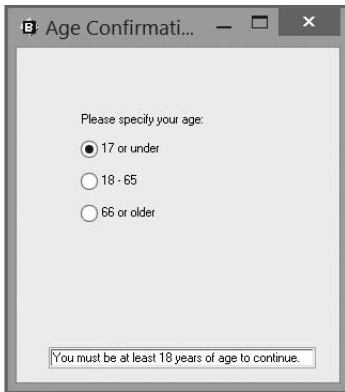 Age Confirmati...
Please specify your age:
17 or under
18 - 65
66 or older
You must be at least 18 years of age to continue.